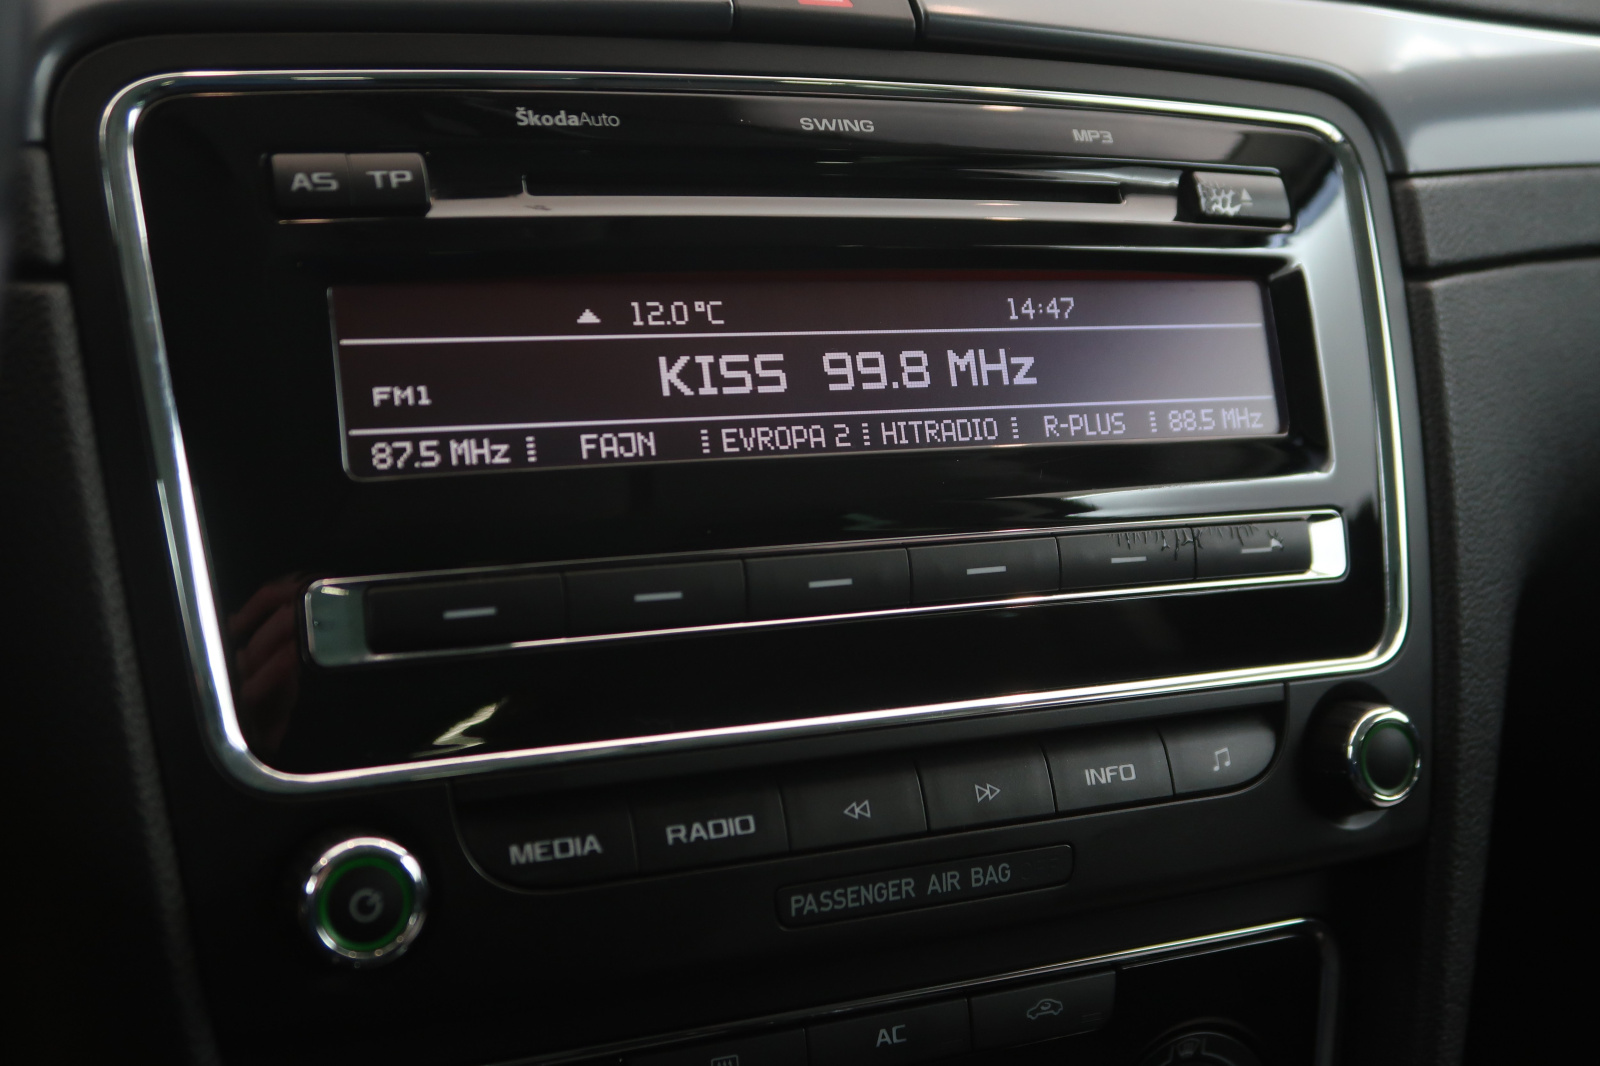 ŠkodaAuto SWING MP3
AS TP
12.0°C 14:47
KISS 99.8 MHz
FM1
87.5 MHz FAJN EVROPA 2 HITRADIO R-PLUS 88.5 MHz
MEDIA RADIO INFO
PASSENGER AIR BAG
AC